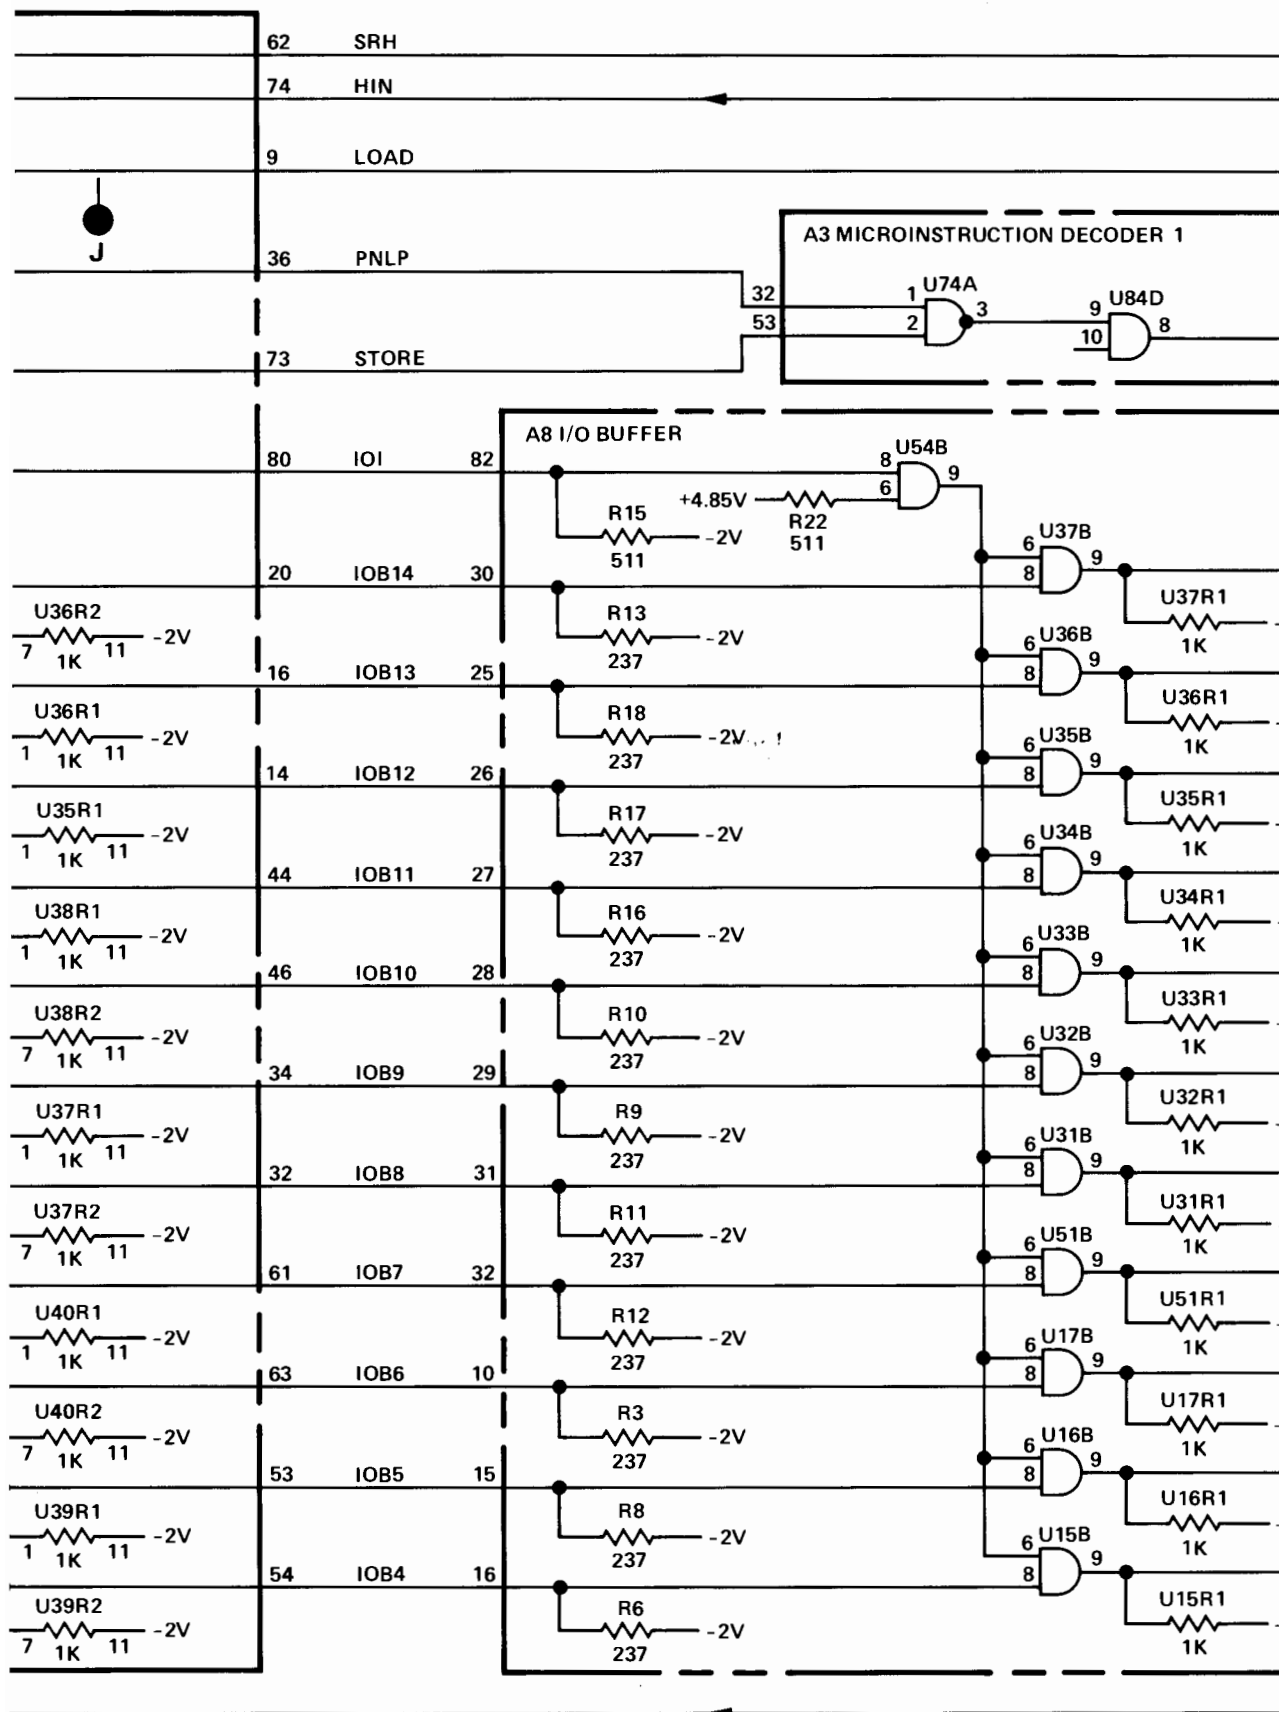 62 SRH
74 HIN
9 LOAD
J
A3 MICROINSTRUCTION DECODER 1
36 PNLP
32 1 U74A 3 9 U84D 8
53 2 10
73 STORE
A8 I/O BUFFER
80 IOI 82 8 U54B 9
+4.85V R22 511 6
R15 511 -2V
20 IOB14 30 6 8 U37B 9
U36R2 7 1K 11 -2V
R13 237 -2V
U37R1 1K
16 IOB13 25 6 8 U36B 9
U36R1 1 1K 11 -2V
R18 237 -2V
U36R1 1K
14 IOB12 26 6 8 U35B 9
U35R1 1 1K 11 -2V
R17 237 -2V
U35R1 1K
44 IOB11 27 6 8 U34B 9
U38R1 1 1K 11 -2V
R16 237 -2V
U34R1 1K
46 IOB10 28 6 8 U33B 9
U38R2 7 1K 11 -2V
R10 237 -2V
U33R1 1K
34 IOB9 29 6 8 U32B 9
U37R1 1 1K 11 -2V
R9 237 -2V
U32R1 1K
32 IOB8 31 6 8 U31B 9
U37R2 7 1K 11 -2V
R11 237 -2V
U31R1 1K
61 IOB7 32 6 8 U51B 9
U40R1 1 1K 11 -2V
R12 237 -2V
U51R1 1K
63 IOB6 10 6 8 U17B 9
U40R2 7 1K 11 -2V
R3 237 -2V
U17R1 1K
53 IOB5 15 6 8 U16B 9
U39R1 1 1K 11 -2V
R8 237 -2V
U16R1 1K
54 IOB4 16 6 8 U15B 9
U39R2 7 1K 11 -2V
R6 237 -2V
U15R1 1K